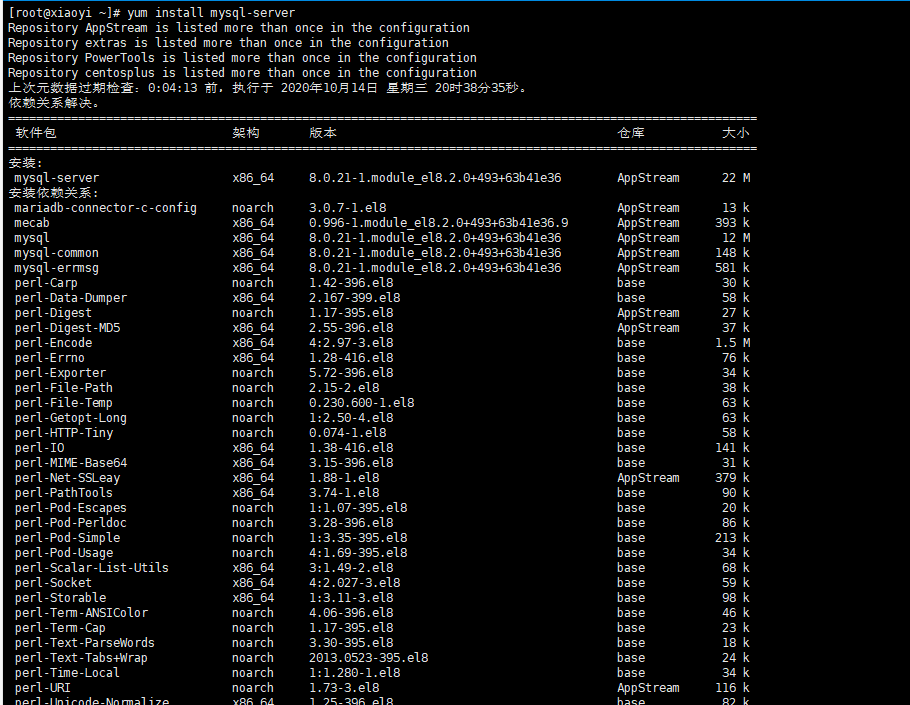 [root@xiaoyi ~]# yum install mysql-server
Repository AppStream is listed more than once in the configuration
Repository extras is listed more than once in the configuration
Repository PowerTools is listed more than once in the configuration
Repository centosplus is listed more than once in the configuration
上次元数据过期检查：0:04:13 前，执行于 2020年10月14日 星期三 20时38分35秒。
依赖关系解决。
软件包 架构 版本 仓库 大小
安装:
mysql-server x86_64 8.0.21-1.module_el8.2.0+493+63b41e36 AppStream 22 M
安装依赖关系:
mariadb-connector-c-config noarch 3.0.7-1.el8 AppStream 13 k
mecab x86_64 0.996-1.module_el8.2.0+493+63b41e36.9 AppStream 393 k
mysql x86_64 8.0.21-1.module_el8.2.0+493+63b41e36 AppStream 12 M
mysql-common x86_64 8.0.21-1.module_el8.2.0+493+63b41e36 AppStream 148 k
mysql-errmsg x86_64 8.0.21-1.module_el8.2.0+493+63b41e36 AppStream 581 k
perl-Carp noarch 1.42-396.el8 base 30 k
perl-Data-Dumper x86_64 2.167-399.el8 base 58 k
perl-Digest noarch 1.17-395.el8 AppStream 27 k
perl-Digest-MD5 x86_64 2.55-396.el8 AppStream 37 k
perl-Encode x86_64 4:2.97-3.el8 base 1.5 M
perl-Errno x86_64 1.28-416.el8 base 76 k
perl-Exporter noarch 5.72-396.el8 base 34 k
perl-File-Path noarch 2.15-2.el8 base 38 k
perl-File-Temp noarch 0.230.600-1.el8 base 63 k
perl-Getopt-Long noarch 1:2.50-4.el8 base 63 k
perl-HTTP-Tiny noarch 0.074-1.el8 base 58 k
perl-IO x86_64 1.38-416.el8 base 141 k
perl-MIME-Base64 x86_64 3.15-396.el8 base 31 k
perl-Net-SSLeay x86_64 1.88-1.el8 AppStream 379 k
perl-PathTools x86_64 3.74-1.el8 base 90 k
perl-Pod-Escapes noarch 1:1.07-395.el8 base 20 k
perl-Pod-Perldoc noarch 3.28-396.el8 base 86 k
perl-Pod-Simple noarch 1:3.35-395.el8 base 213 k
perl-Pod-Usage noarch 4:1.69-395.el8 base 34 k
perl-Scalar-List-Utils x86_64 3:1.49-2.el8 base 68 k
perl-Socket x86_64 4:2.027-3.el8 base 59 k
perl-Storable x86_64 1:3.11-3.el8 base 98 k
perl-Term-ANSIColor noarch 4.06-396.el8 base 46 k
perl-Term-Cap noarch 1.17-395.el8 base 23 k
perl-Text-ParseWords noarch 3.30-395.el8 base 18 k
perl-Text-Tabs+Wrap noarch 2013.0523-395.el8 base 24 k
perl-Time-Local noarch 1:1.280-1.el8 base 34 k
perl-URI noarch 1.73-3.el8 AppStream 116 k
perl-Unicode-Normalize x86_64 1.25-396.el8 base 82 k